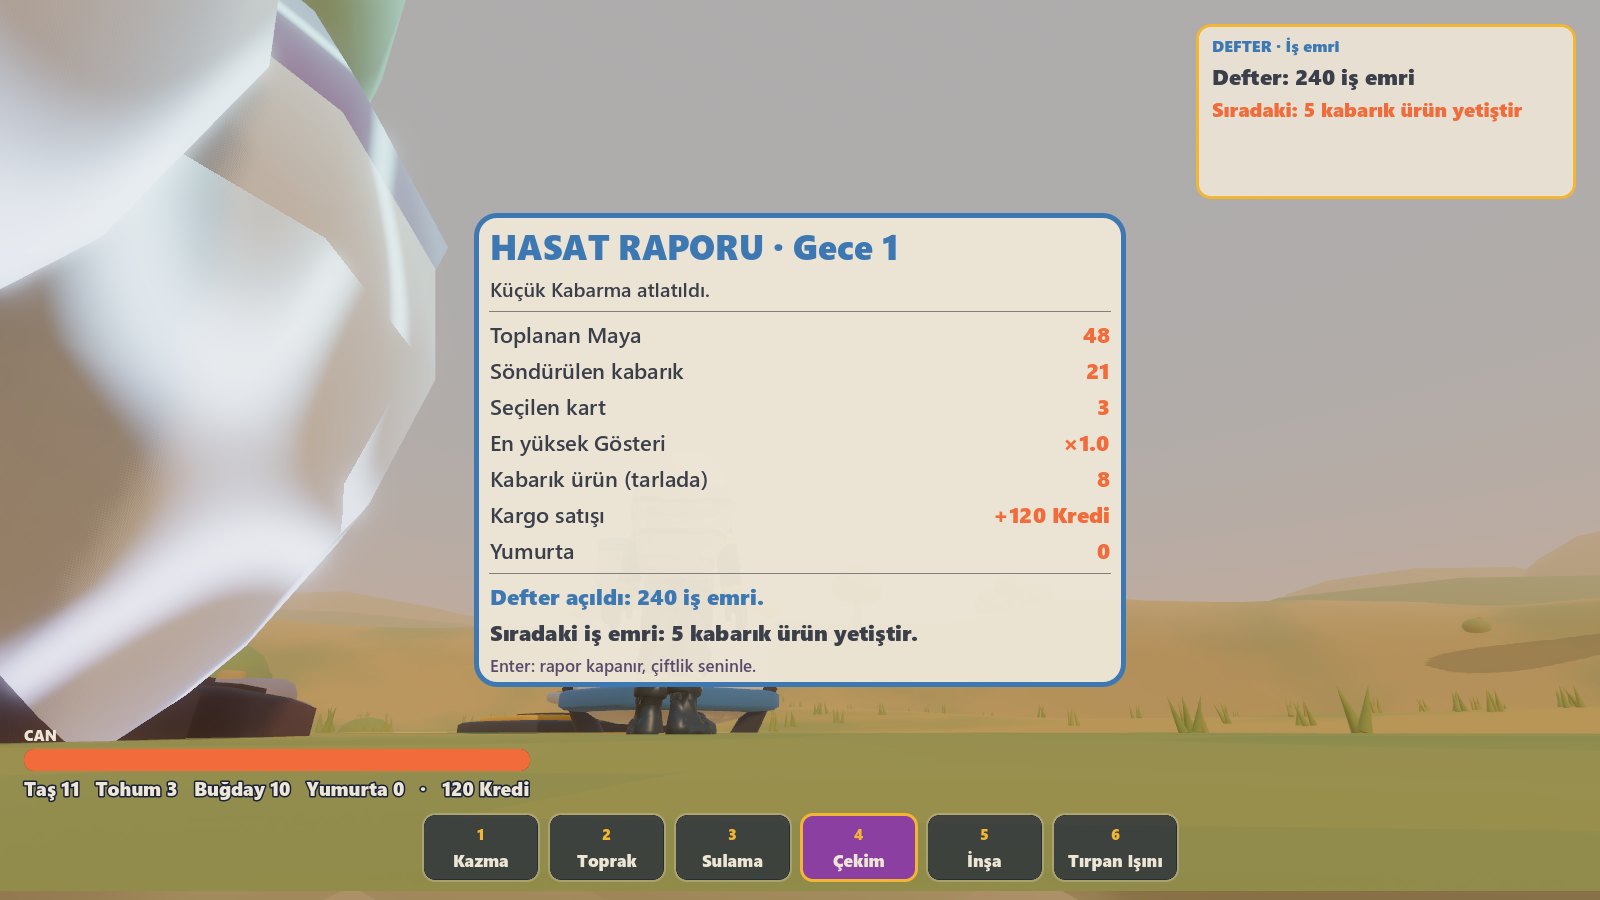 DEFTER · İş emri
Defter: 240 iş emri
Sıradaki: 5 kabarık ürün yetiştir
HASAT RAPORU · Gece 1
Küçük Kabarma atlatıldı.
Toplanan Maya 48
Söndürülen kabarık 21
Seçilen kart 3
En yüksek Gösteri ×1.0
Kabarık ürün (tarlada) 8
Kargo satışı +120 Kredi
Yumurta 0
Defter açıldı: 240 iş emri.
Sıradaki iş emri: 5 kabarık ürün yetiştir.
Enter: rapor kapanır, çiftlik seninle.
CAN
Taş 11 Tohum 3 Buğday 10 Yumurta 0 · 120 Kredi
1 2 3 4 5 6
Kazma Toprak Sulama Çekim İnşa Tırpan Işını